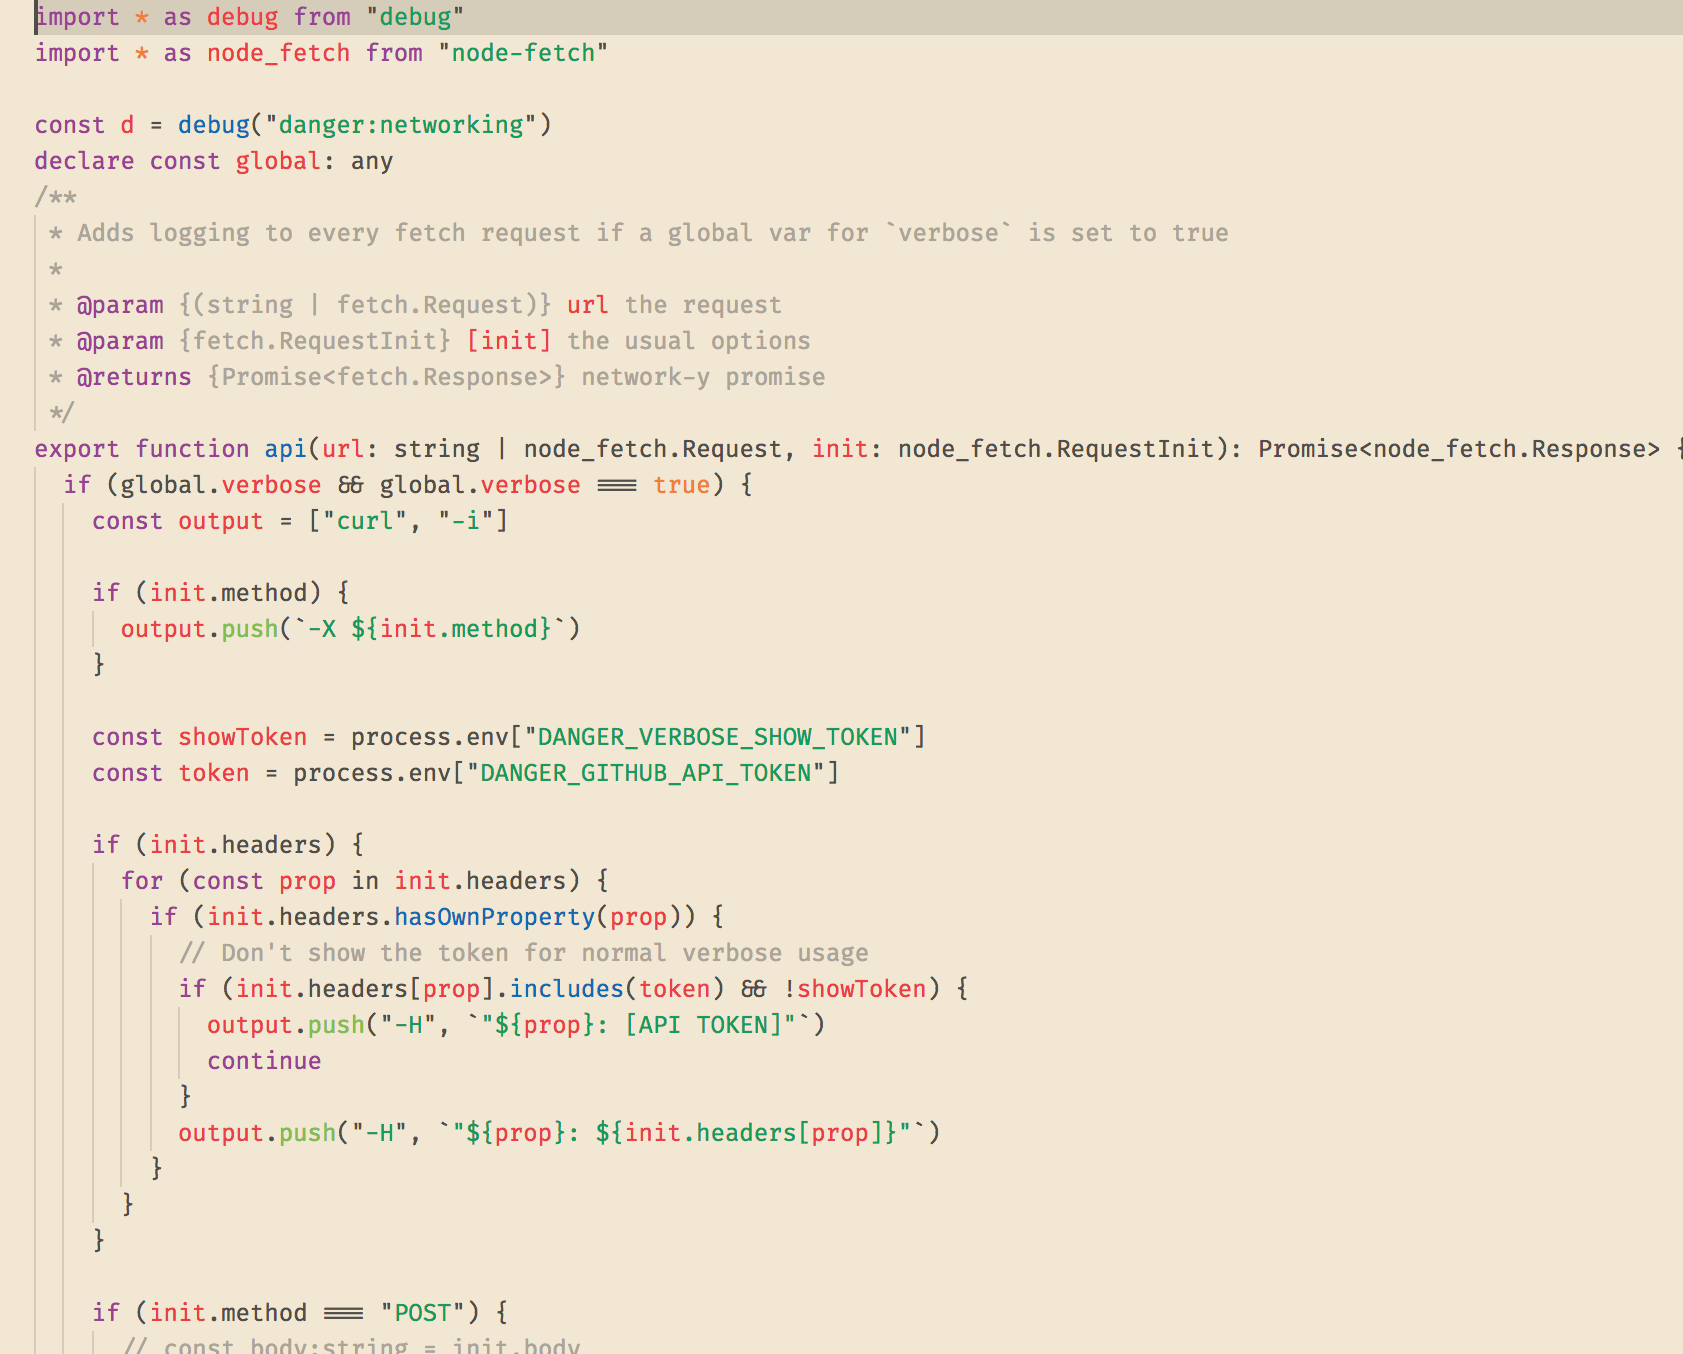 import * as debug from "debug"
import * as node_fetch from "node-fetch"

const d = debug("danger:networking")
declare const global: any
/**
 * Adds logging to every fetch request if a global var for `verbose` is set to true
 *
 * @param {(string | fetch.Request)} url the request
 * @param {fetch.RequestInit} [init] the usual options
 * @returns {Promise<fetch.Response>} network-y promise
 */
export function api(url: string | node_fetch.Request, init: node_fetch.RequestInit): Promise<node_fetch.Response> {
  if (global.verbose && global.verbose === true) {
    const output = ["curl", "-i"]

    if (init.method) {
      output.push(`-X ${init.method}`)
    }

    const showToken = process.env["DANGER_VERBOSE_SHOW_TOKEN"]
    const token = process.env["DANGER_GITHUB_API_TOKEN"]

    if (init.headers) {
      for (const prop in init.headers) {
        if (init.headers.hasOwnProperty(prop)) {
          // Don't show the token for normal verbose usage
          if (init.headers[prop].includes(token) && !showToken) {
            output.push("-H", `"${prop}: [API TOKEN]"`)
            continue
          }
          output.push("-H", `"${prop}: ${init.headers[prop]}"`)
        }
      }
    }

    if (init.method === "POST") {
      // const body:string = init.body